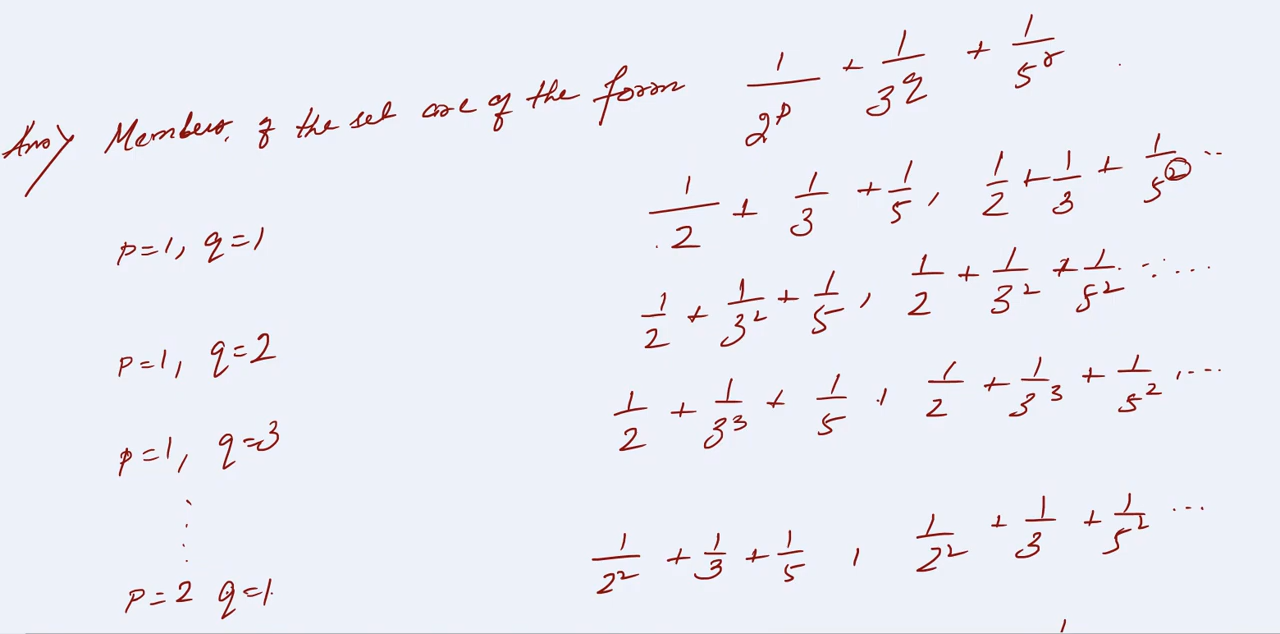 Ans) Members of the set are of the form 1/2^p + 1/3^q + 1/5^r
p=1, q=1 1/2 + 1/3 + 1/5, 1/2 + 1/3 + 1/5^2 ..
p=1, q=2 1/2 + 1/3^2 + 1/5, 1/2 + 1/3^2 + 1/5^2 .....
p=1, q=3 1/2 + 1/3^3 + 1/5, 1/2 + 1/3^3 + 1/5^2, ...
⋮
p=2 q=1 1/2^2 + 1/3 + 1/5, 1/2^2 + 1/3 + 1/5^2 ...